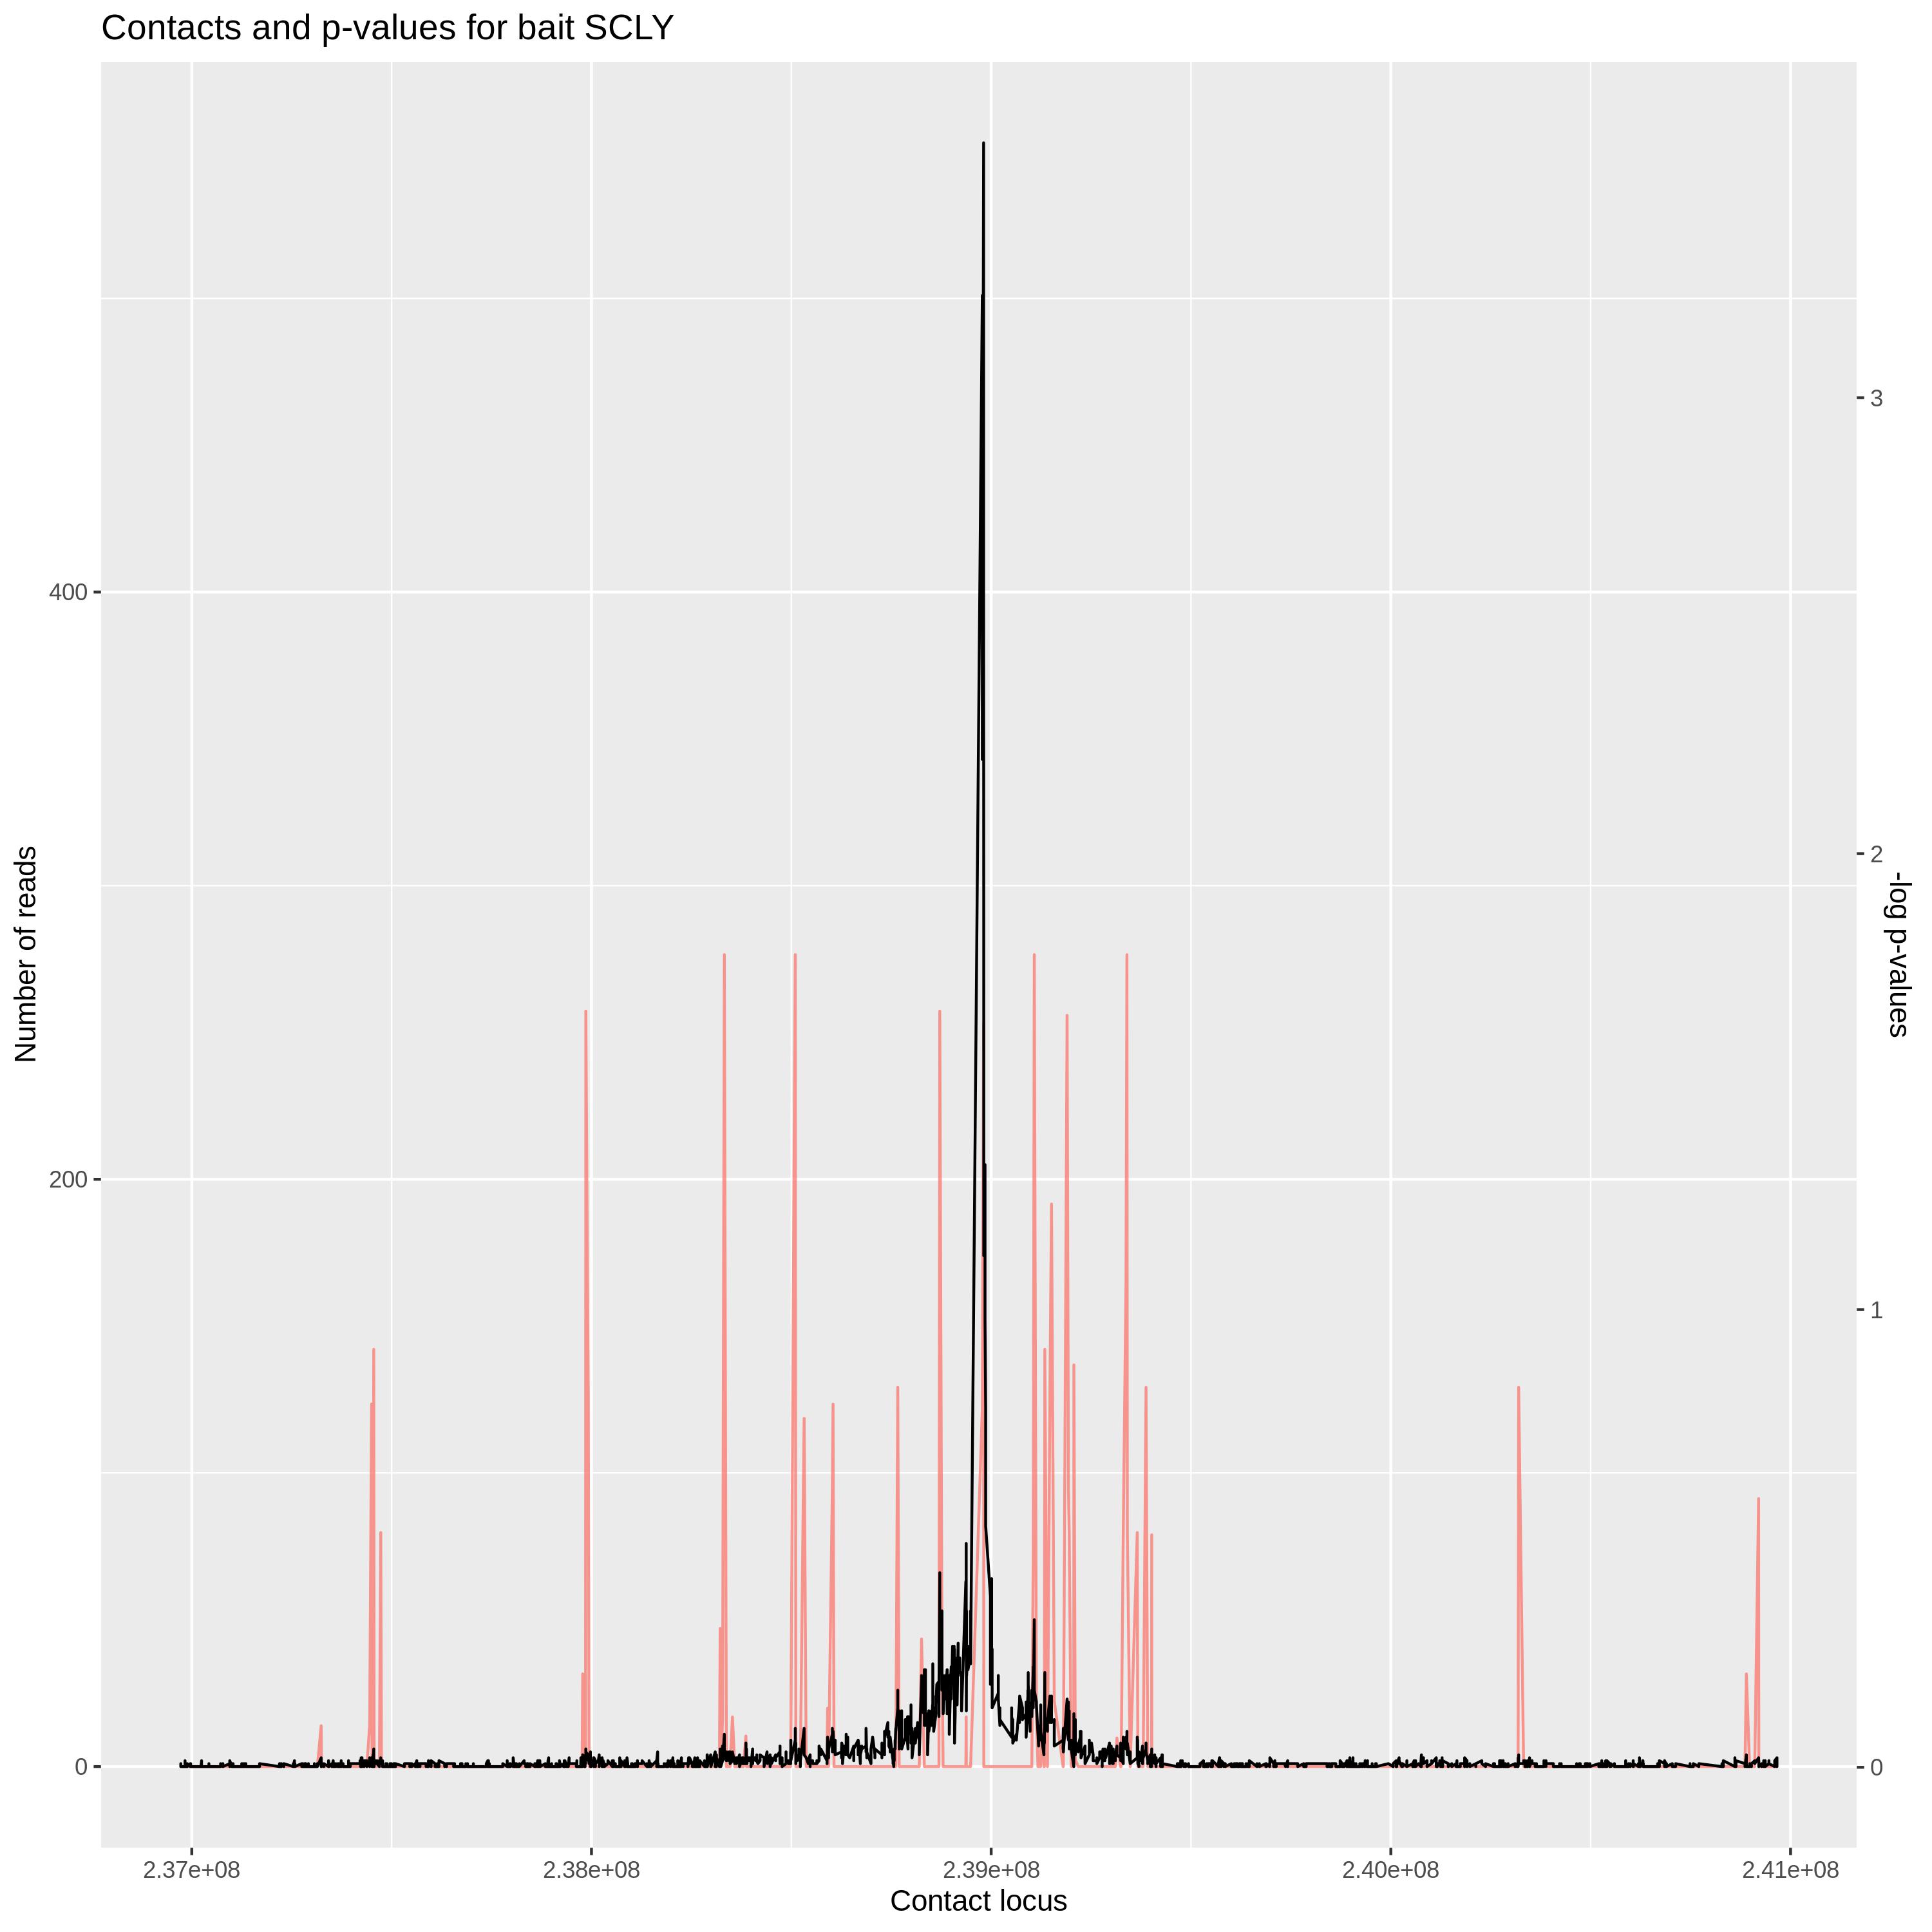 Contacts and p-values for bait SCLY
Number of reads
400
200
0
3
2
1
0
-log p-values
2.37e+08
2.38e+08
2.39e+08
2.40e+08
2.41e+08
Contact locus